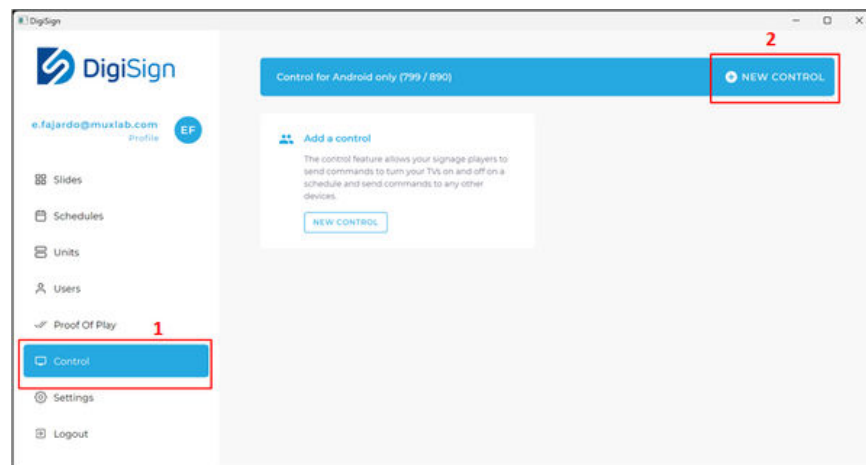 DigiSign
DigiSign
e.fajardo@muxlab.com
Profile
EF
Slides
Schedules
Units
Users
Proof Of Play
1
Control
Settings
Logout
2
Control for Android only (799 / 890)
NEW CONTROL
Add a control
The control feature allows your signage players to
send commands to turn your TVs on and off on a
schedule and send commands to any other
devices.
NEW CONTROL